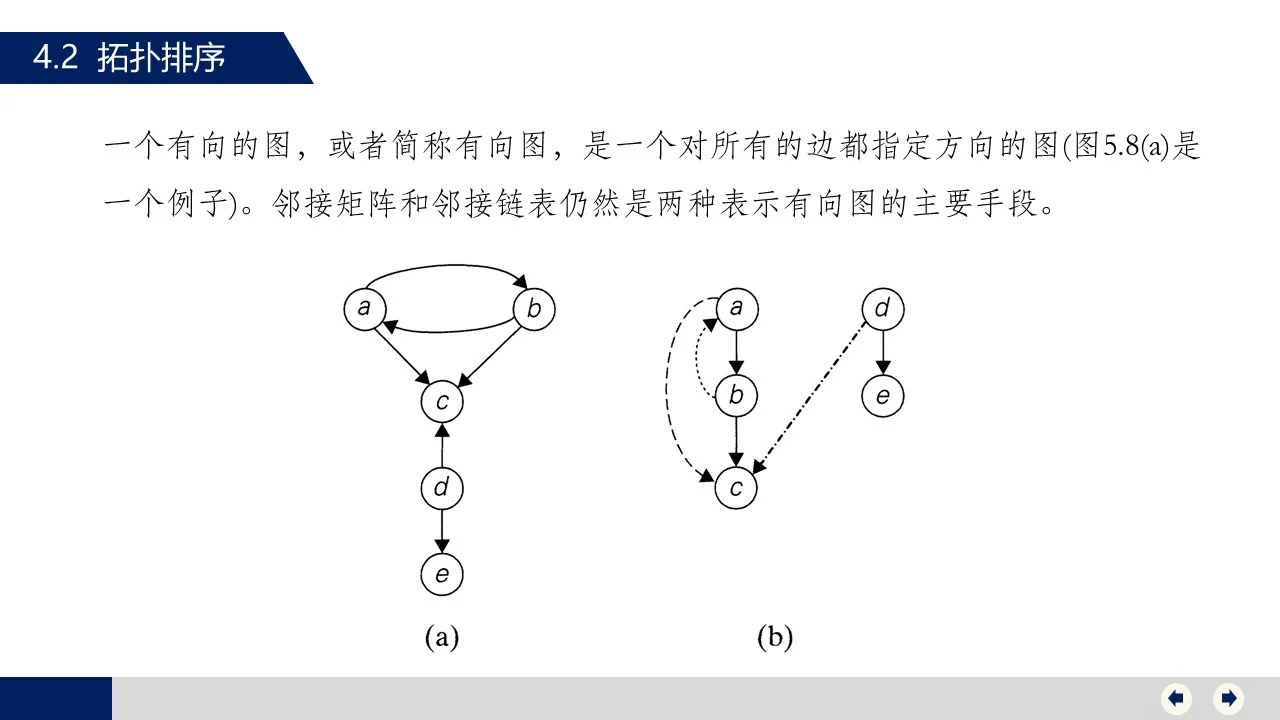 4.2 拓扑排序
一个有向的图，或者简称有向图，是一个对所有的边都指定方向的图(图5.8(a)是
一个例子)。邻接矩阵和邻接链表仍然是两种表示有向图的主要手段。
a b a d
c b e
d c
e
(a) (b)